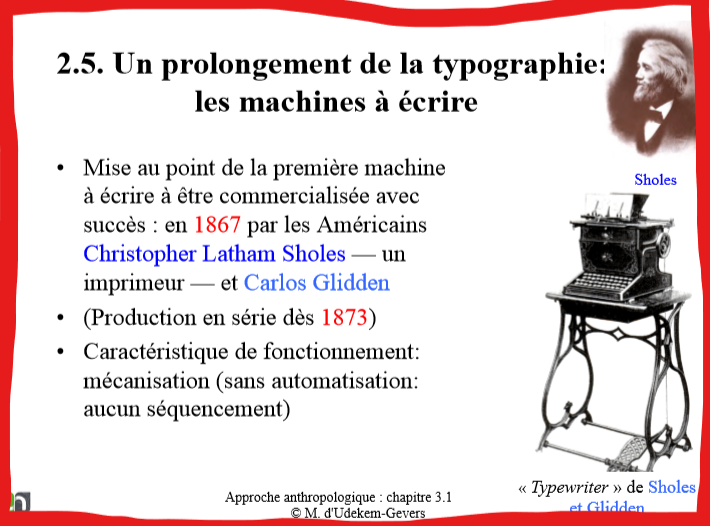 2.5. Un prolongement de la typographie:
les machines à écrire
Sholes
• Mise au point de la première machine
à écrire à être commercialisée avec
succès : en 1867 par les Américains
Christopher Latham Sholes — un
imprimeur — et Carlos Glidden
• (Production en série dès 1873)
• Caractéristique de fonctionnement:
mécanisation (sans automatisation:
aucun séquencement)
« Typewriter » de Sholes
et Glidden
Approche anthropologique : chapitre 3.1
© M. d'Udekem-Gevers